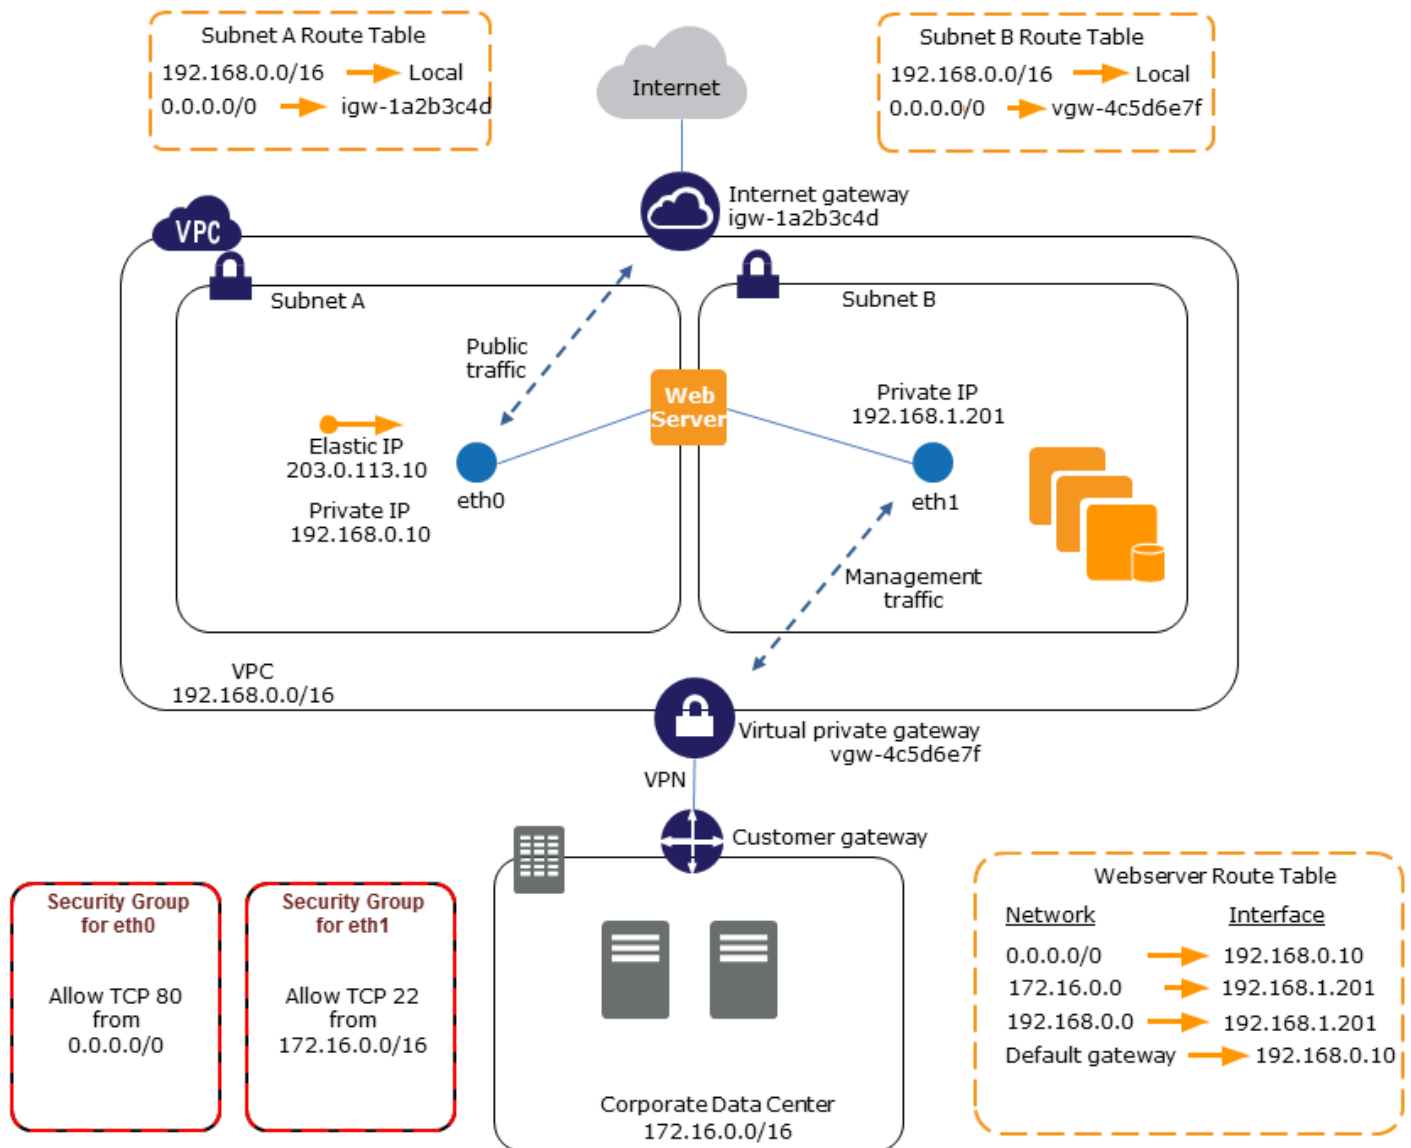 Subnet A Route Table
192.168.0.0/16 Local
0.0.0.0/0 igw-1a2b3c4d
Internet
Subnet B Route Table
192.168.0.0/16 Local
0.0.0.0/0 vgw-4c5d6e7f
Internet gateway
igw-1a2b3c4d
VPC
Subnet A
Subnet B
Public
traffic
Web
Server
Private IP
192.168.1.201
Elastic IP
203.0.113.10
eth0
eth1
Private IP
192.168.0.10
Management
traffic
VPC
192.168.0.0/16
Virtual private gateway
vgw-4c5d6e7f
VPN
Customer gateway
Security Group
for eth0
Allow TCP 80
from
0.0.0.0/0
Security Group
for eth1
Allow TCP 22
from
172.16.0.0/16
Corporate Data Center
172.16.0.0/16
Webserver Route Table
Network Interface
0.0.0.0/0 192.168.0.10
172.16.0.0 192.168.1.201
192.168.0.0 192.168.1.201
Default gateway 192.168.0.10